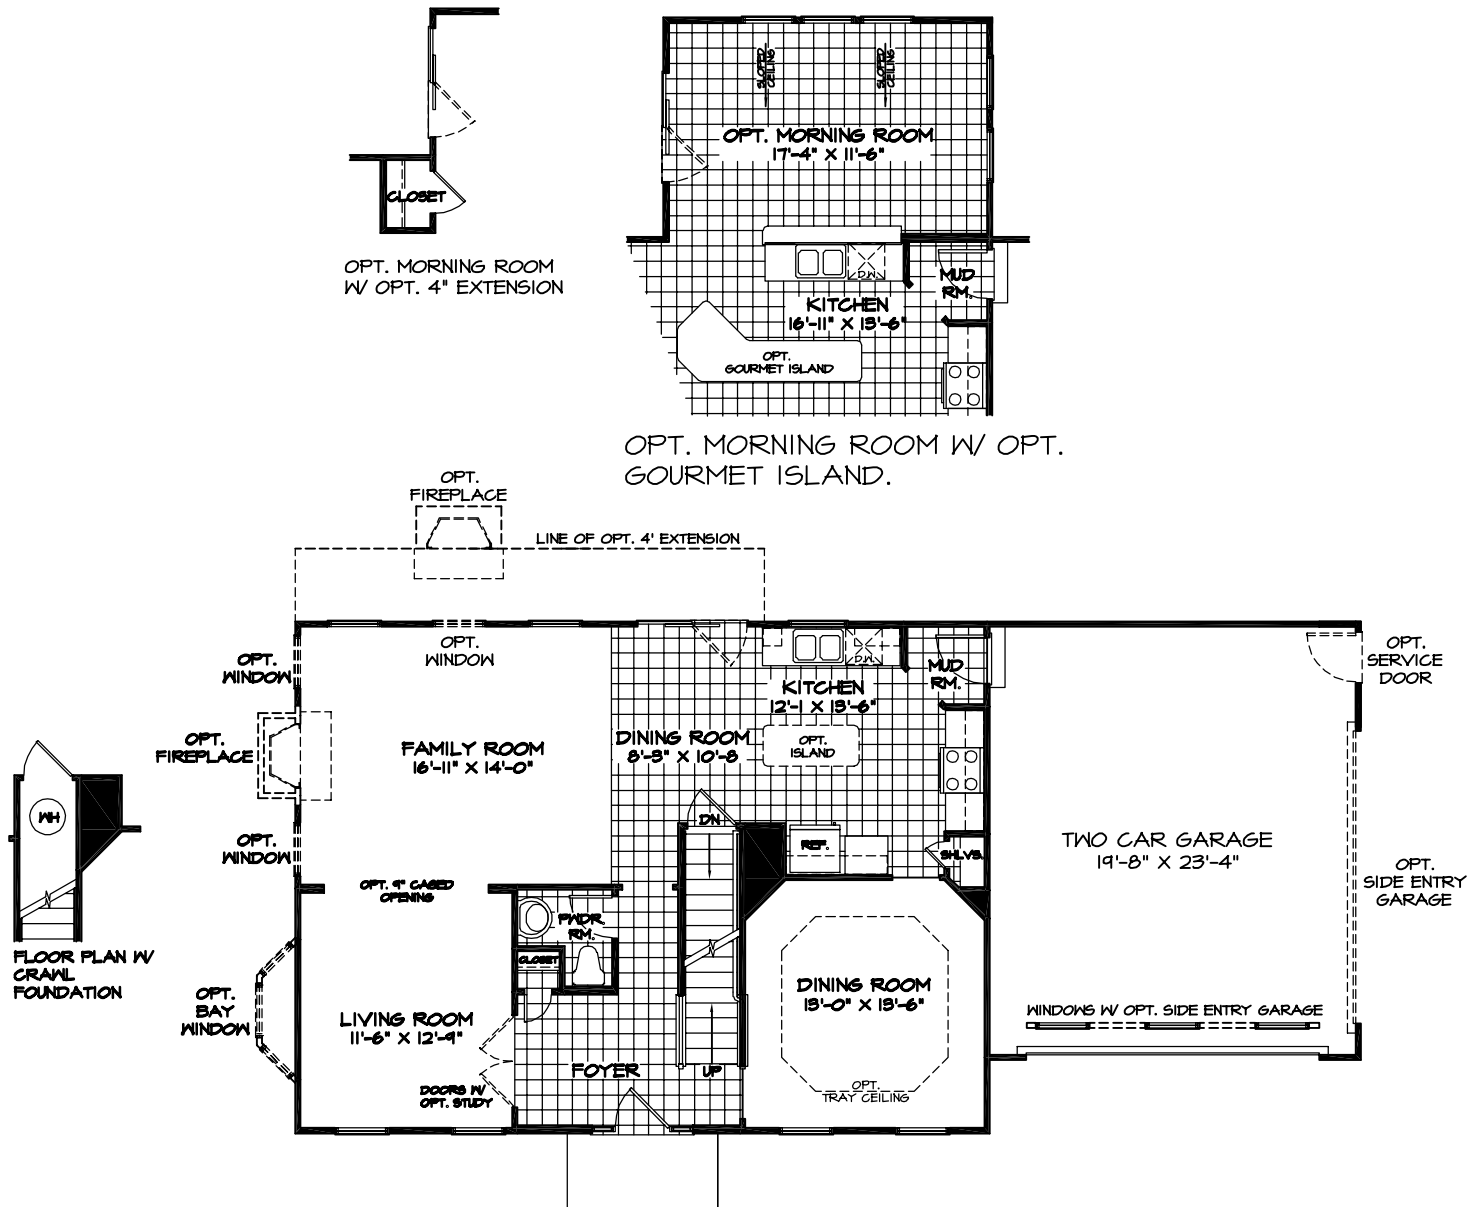 SLOPED
CEILING
SLOPED
CEILING
OPT. MORNING ROOM
17'-4" X 11'-6"
CLOSET
OPT. MORNING ROOM
W/ OPT. 4" EXTENSION
DW
MUD
RM.
KITCHEN
16'-11" X 13'-6"
OPT.
GOURMET ISLAND
OPT. MORNING ROOM W/ OPT.
GOURMET ISLAND.
OPT.
FIREPLACE
LINE OF OPT. 4' EXTENSION
OPT.
WINDOW
OPT.
WINDOW
DW
MUD
RM.
KITCHEN
12'-1 X 13'-6"
OPT.
SERVICE
DOOR
OPT.
FIREPLACE
FAMILY ROOM
16'-11" X 14'-0"
DINING ROOM
8'-3" X 10'-8
OPT.
ISLAND
WH
DN
REF.
SHLVS.
TWO CAR GARAGE
19'-8" X 23'-4"
OPT.
WINDOW
OPT. 9" CASED
OPENING
OPT.
SIDE ENTRY
GARAGE
PWDR.
RM.
CLOSET
FLOOR PLAN W/
CRAWL
FOUNDATION
OPT.
BAY
WINDOW
DINING ROOM
13'-0" X 13'-6"
LIVING ROOM
11'-6" X 12'-9"
WINDOWS W/ OPT. SIDE ENTRY GARAGE
FOYER
UP
DOORS W/
OPT. STUDY
OPT.
TRAY CEILING